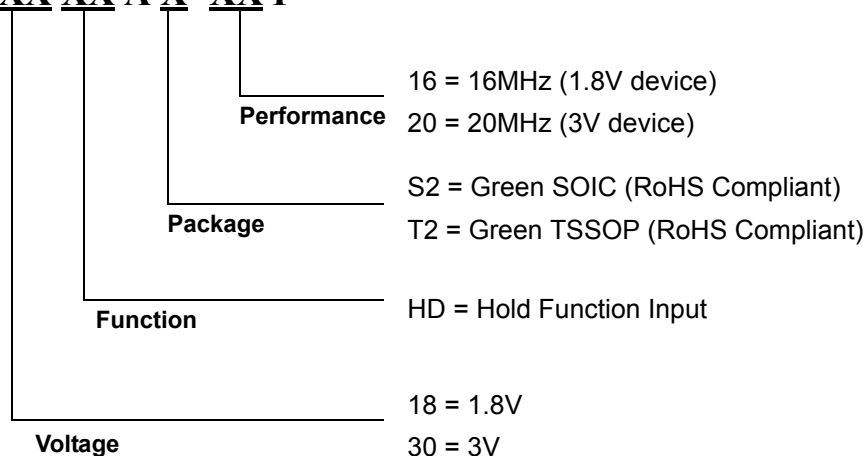 16 = 16MHz (1.8V device)
Performance
20 = 20MHz (3V device)
S2 = Green SOIC (RoHS Compliant)
Package
T2 = Green TSSOP (RoHS Compliant)
HD = Hold Function Input
Function
18 = 1.8V
Voltage
30 = 3V